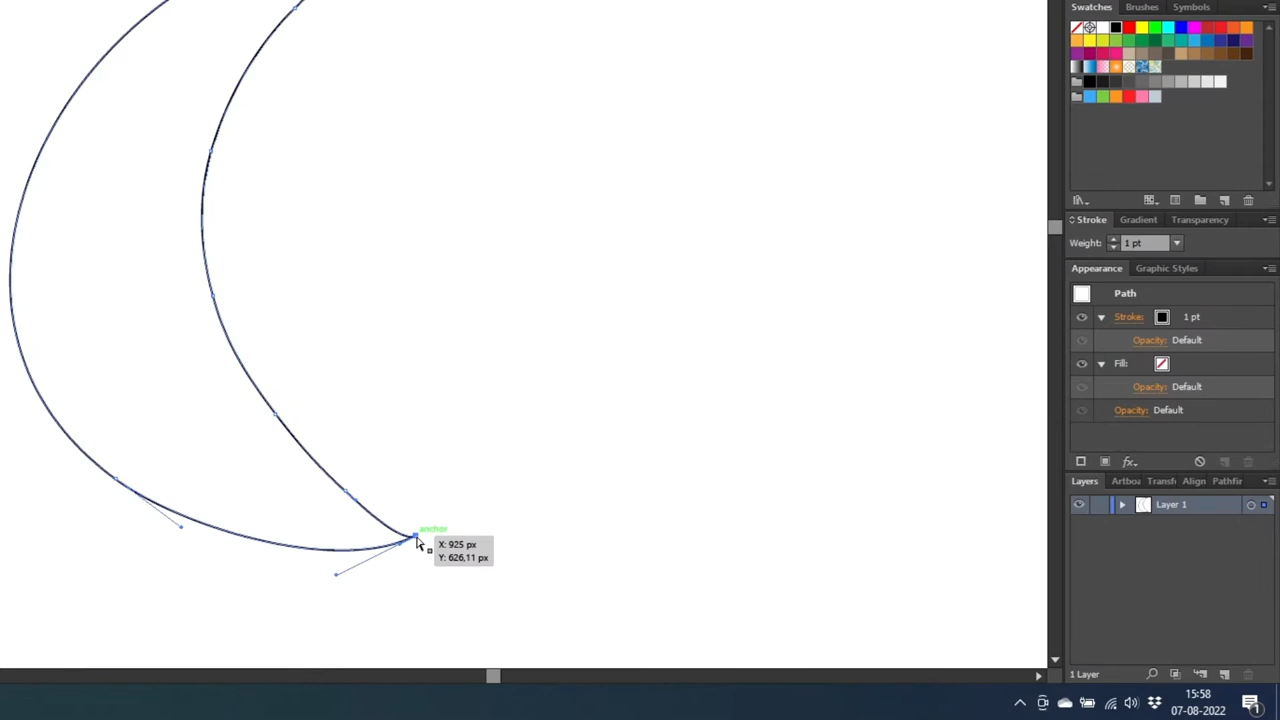 Swatches Brushes Symbols
Stroke Gradient Transparency
Weight: 1 pt
Appearance Graphic Styles
Path
Stroke: 1 pt
Opacity: Default
Fill:
Opacity: Default
Opacity: Default
fx
Layers Artboa Transfo Align Pathfir
Layer 1
anchor
X: 925 px
Y: 626,11 px
1 Layer
15:58
07-08-2022
1